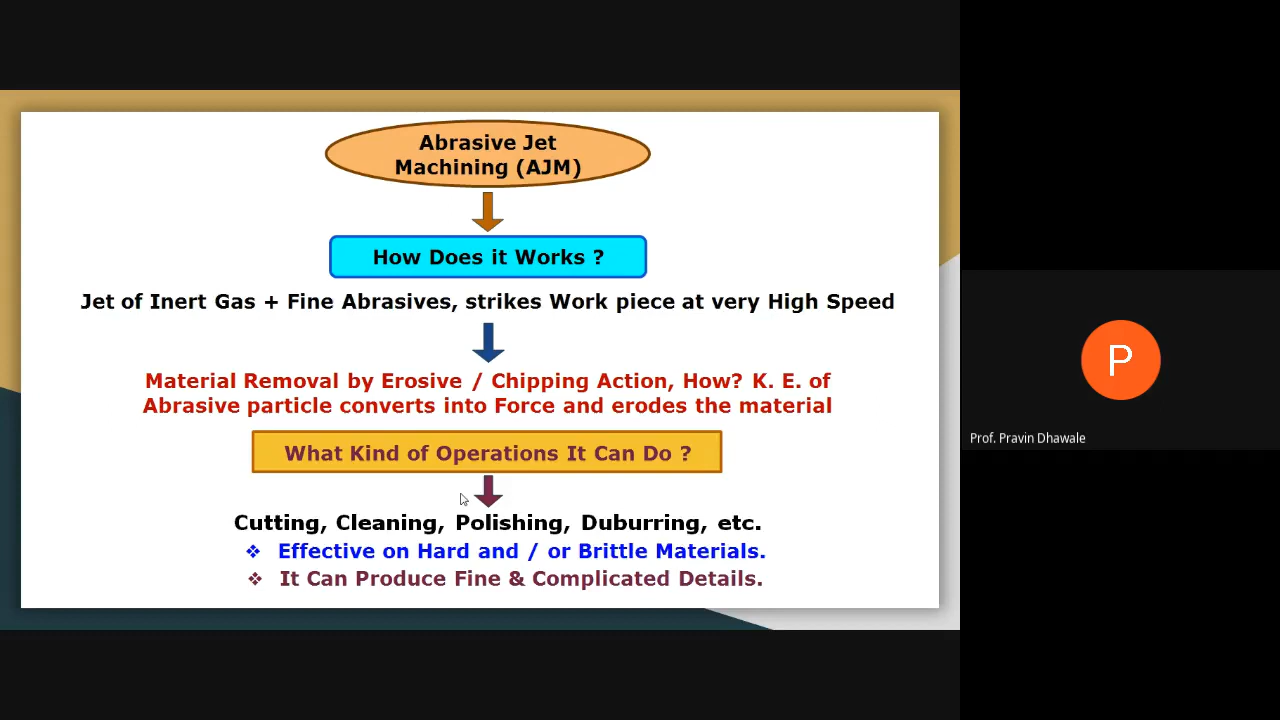 Abrasive Jet
Machining (AJM)
How Does it Works ?
Jet of Inert Gas + Fine Abrasives, strikes Work piece at very High Speed
Material Removal by Erosive / Chipping Action, How? K. E. of
Abrasive particle converts into Force and erodes the material
What Kind of Operations It Can Do ?
Cutting, Cleaning, Polishing, Duburring, etc.
❖ Effective on Hard and / or Brittle Materials.
❖ It Can Produce Fine & Complicated Details.
P
Prof. Pravin Dhawale